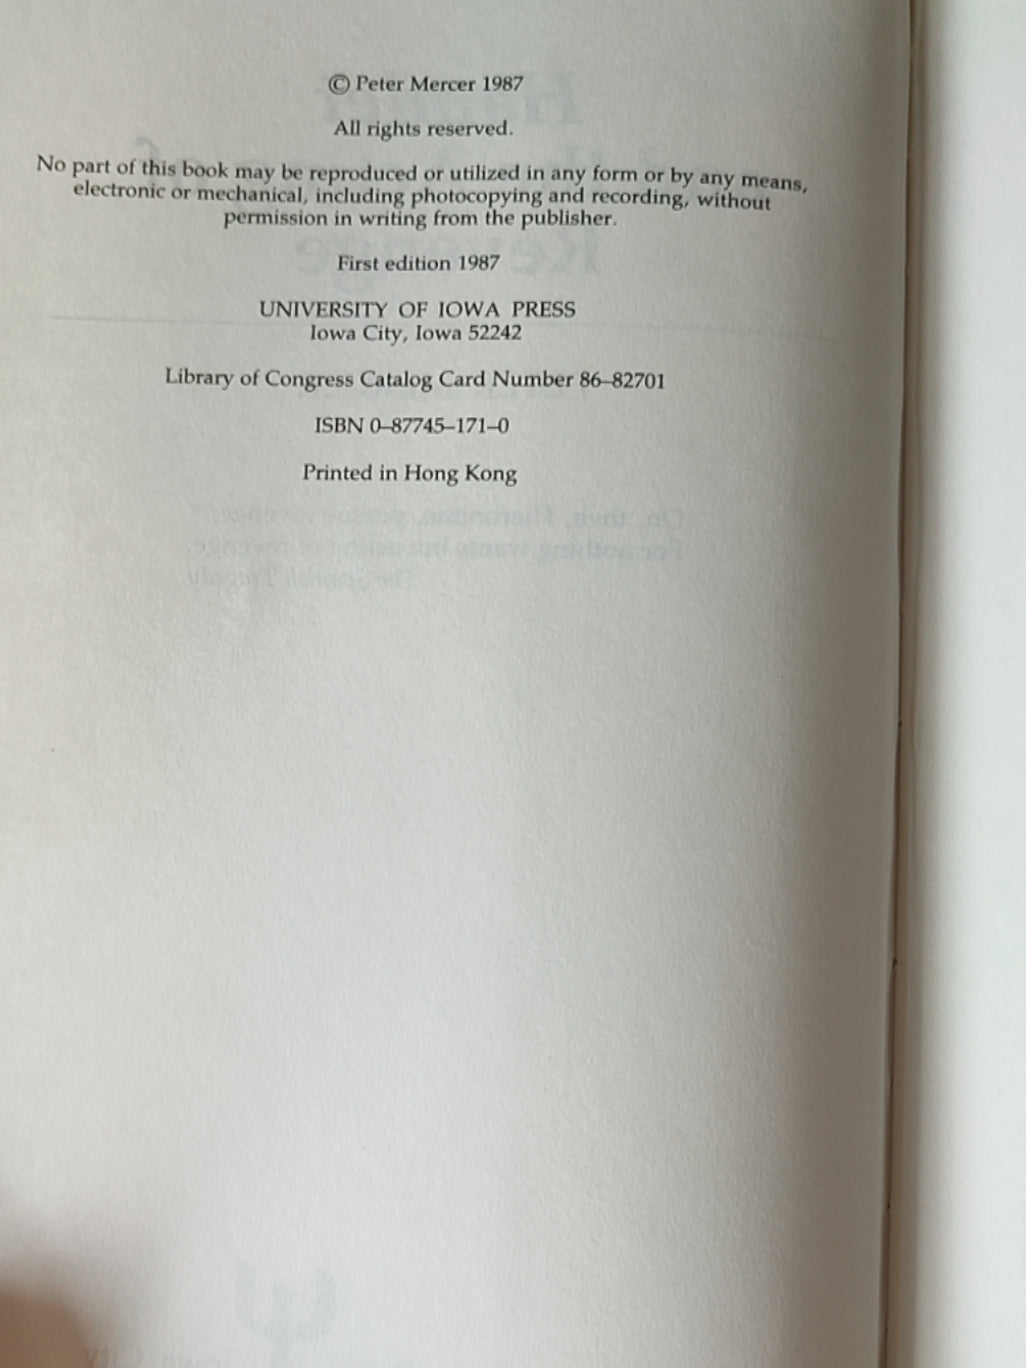 © Peter Mercer 1987
All rights reserved.
No part of this book may be reproduced or utilized in any form or by any means,
electronic or mechanical, including photocopying and recording, without
permission in writing from the publisher.
First edition 1987
UNIVERSITY OF IOWA PRESS
Iowa City, Iowa 52242
Library of Congress Catalog Card Number 86–82701
ISBN 0–87745–171–0
Printed in Hong Kong